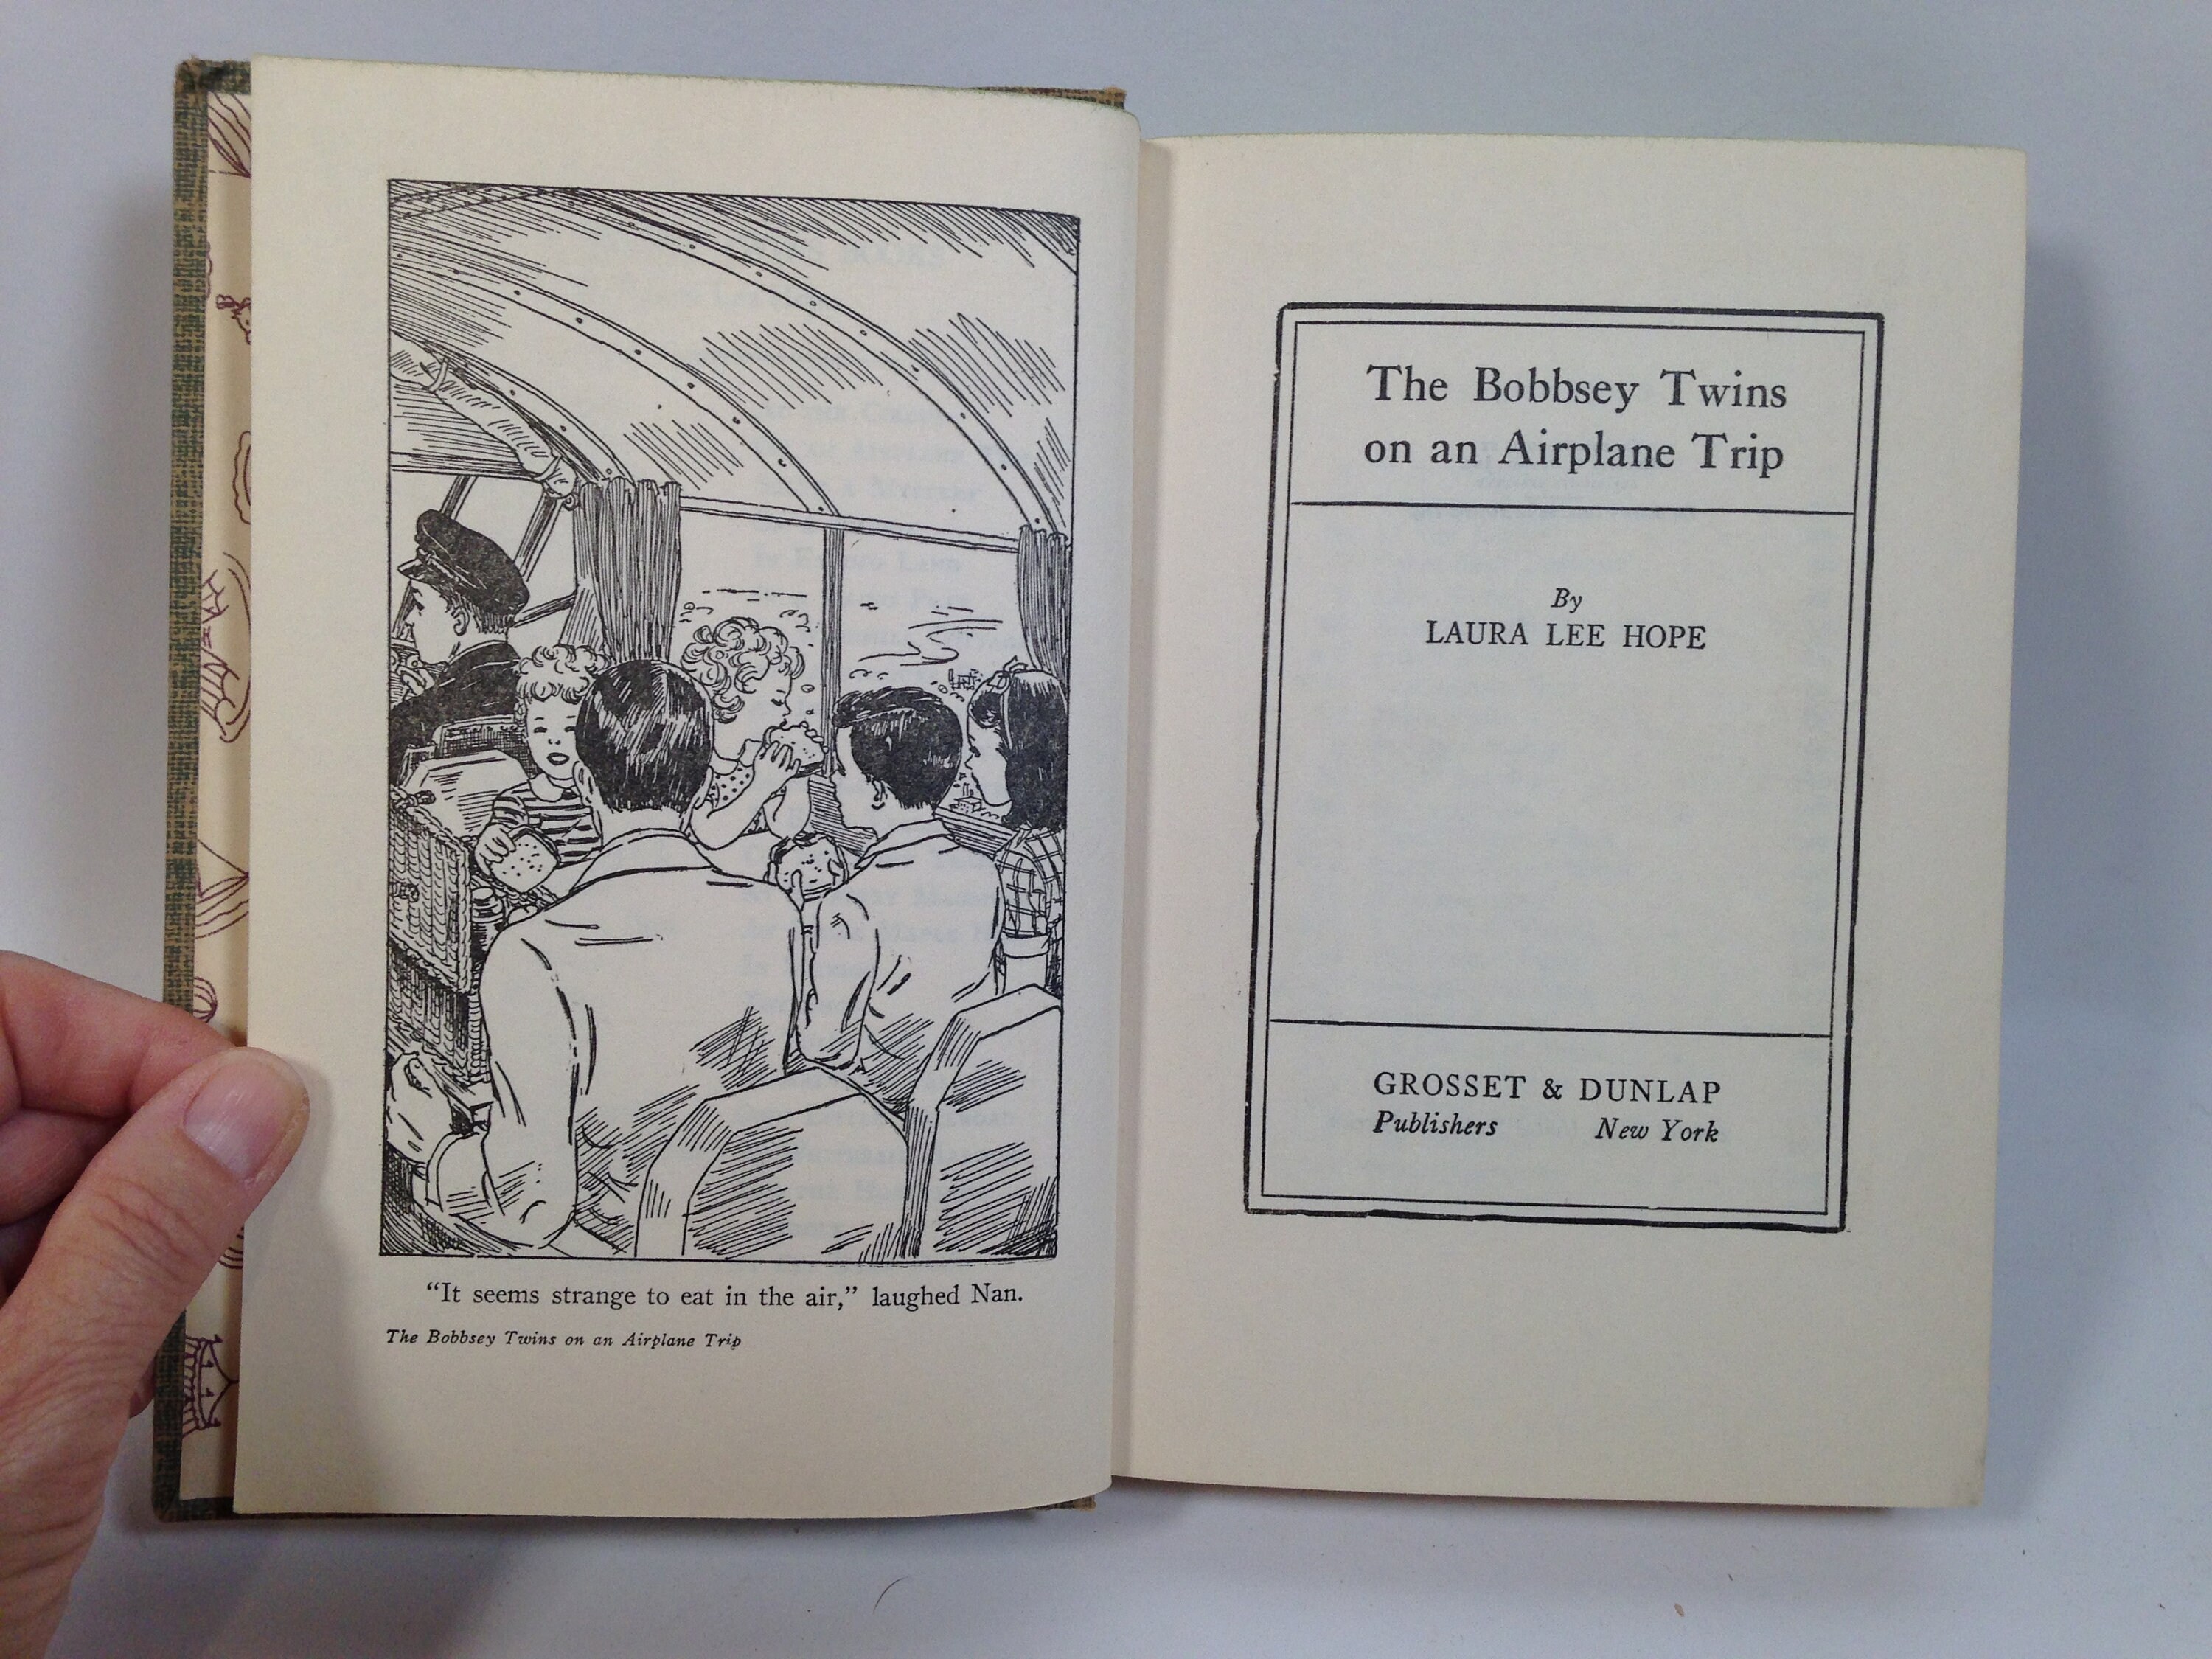 “It seems strange to eat in the air,” laughed Nan.
The Bobbsey Twins on an Airplane Trip
The Bobbsey Twins
on an Airplane Trip
By
LAURA LEE HOPE
GROSSET & DUNLAP
Publishers New York